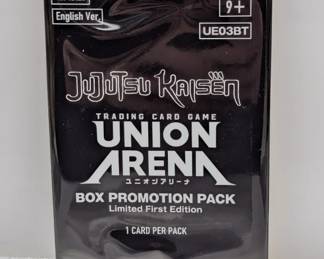 English Ver.
9+
UE03BT
JUJUTSU KAISEN
TRADING CARD GAME
UNION
ARENA
ユニオンアリーナ
BOX PROMOTION PACK
Limited First Edition
1 CARD PER PACK